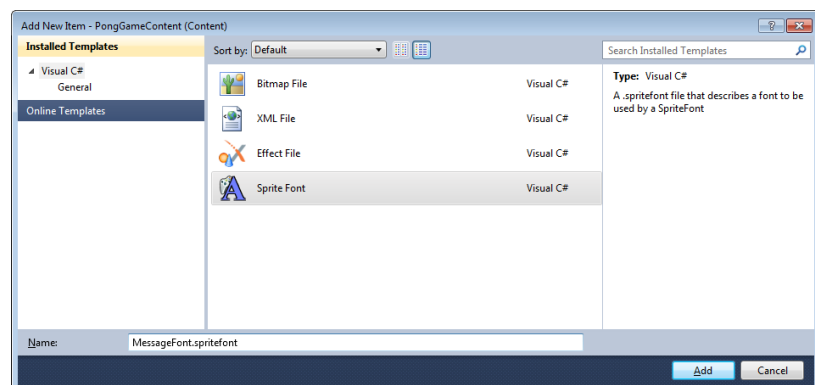 Add New Item - PongGameContent (Content)
Installed Templates
Sort by: Default
Search Installed Templates
Visual C#
General
Online Templates
Bitmap File Visual C#
XML File Visual C#
Effect File Visual C#
Sprite Font Visual C#
Type: Visual C#
A .spritefont file that describes a font to be
used by a SpriteFont
Name: MessageFont.spritefont
Add Cancel